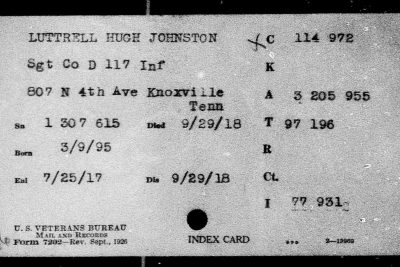 LUTTRELL HUGH JOHNSTON C 114 972
Sgt Co D 117 Inf K
807 N 4th Ave Knoxville A 3 205 955
Tenn
Sn 1 307 615 Died 9/29/18 T 97 196
Born 3/9/95 R
Enl 7/25/17 Dis 9/29/18 Ct.
I 77 931
U. S. VETERANS BUREAU
MAIL AND RECORDS
Form 7202—Rev. Sept., 1926 INDEX CARD